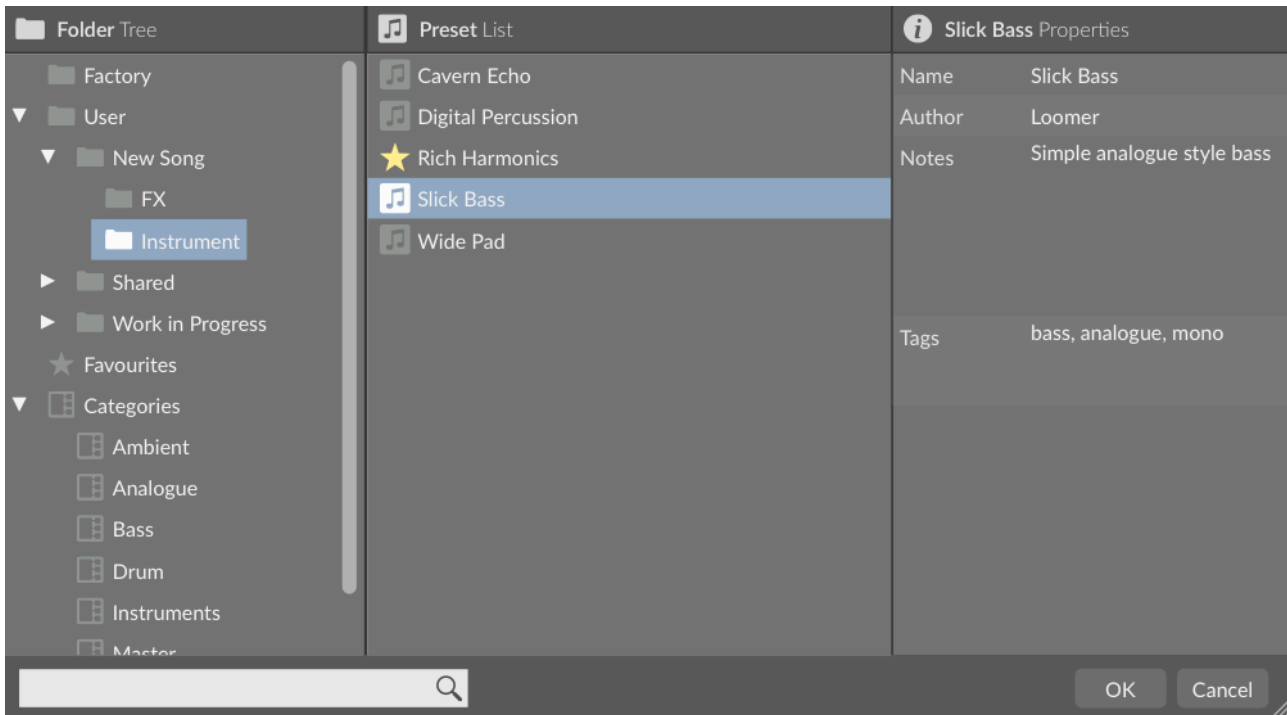 Folder Tree
Factory
User
New Song
FX
Instrument
Shared
Work in Progress
Favourites
Categories
Ambient
Analogue
Bass
Drum
Instruments
Master
Preset List
Cavern Echo
Digital Percussion
Rich Harmonics
Slick Bass
Wide Pad
Slick Bass Properties
Name Slick Bass
Author Loomer
Notes Simple analogue style bass
Tags bass, analogue, mono
OK Cancel